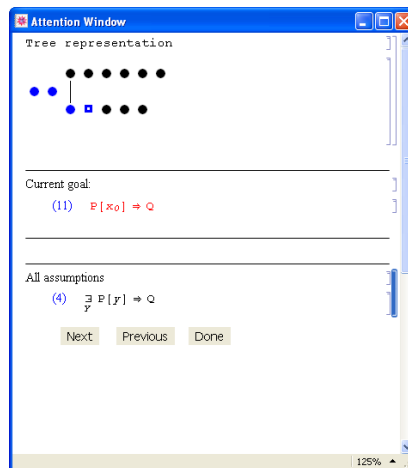 Attention Window
Tree representation
Current goal:
(11) P[x₀] ⇒ Q
All assumptions
(4) ∃ P[y] ⇒ Q
y
Next Previous Done
125%